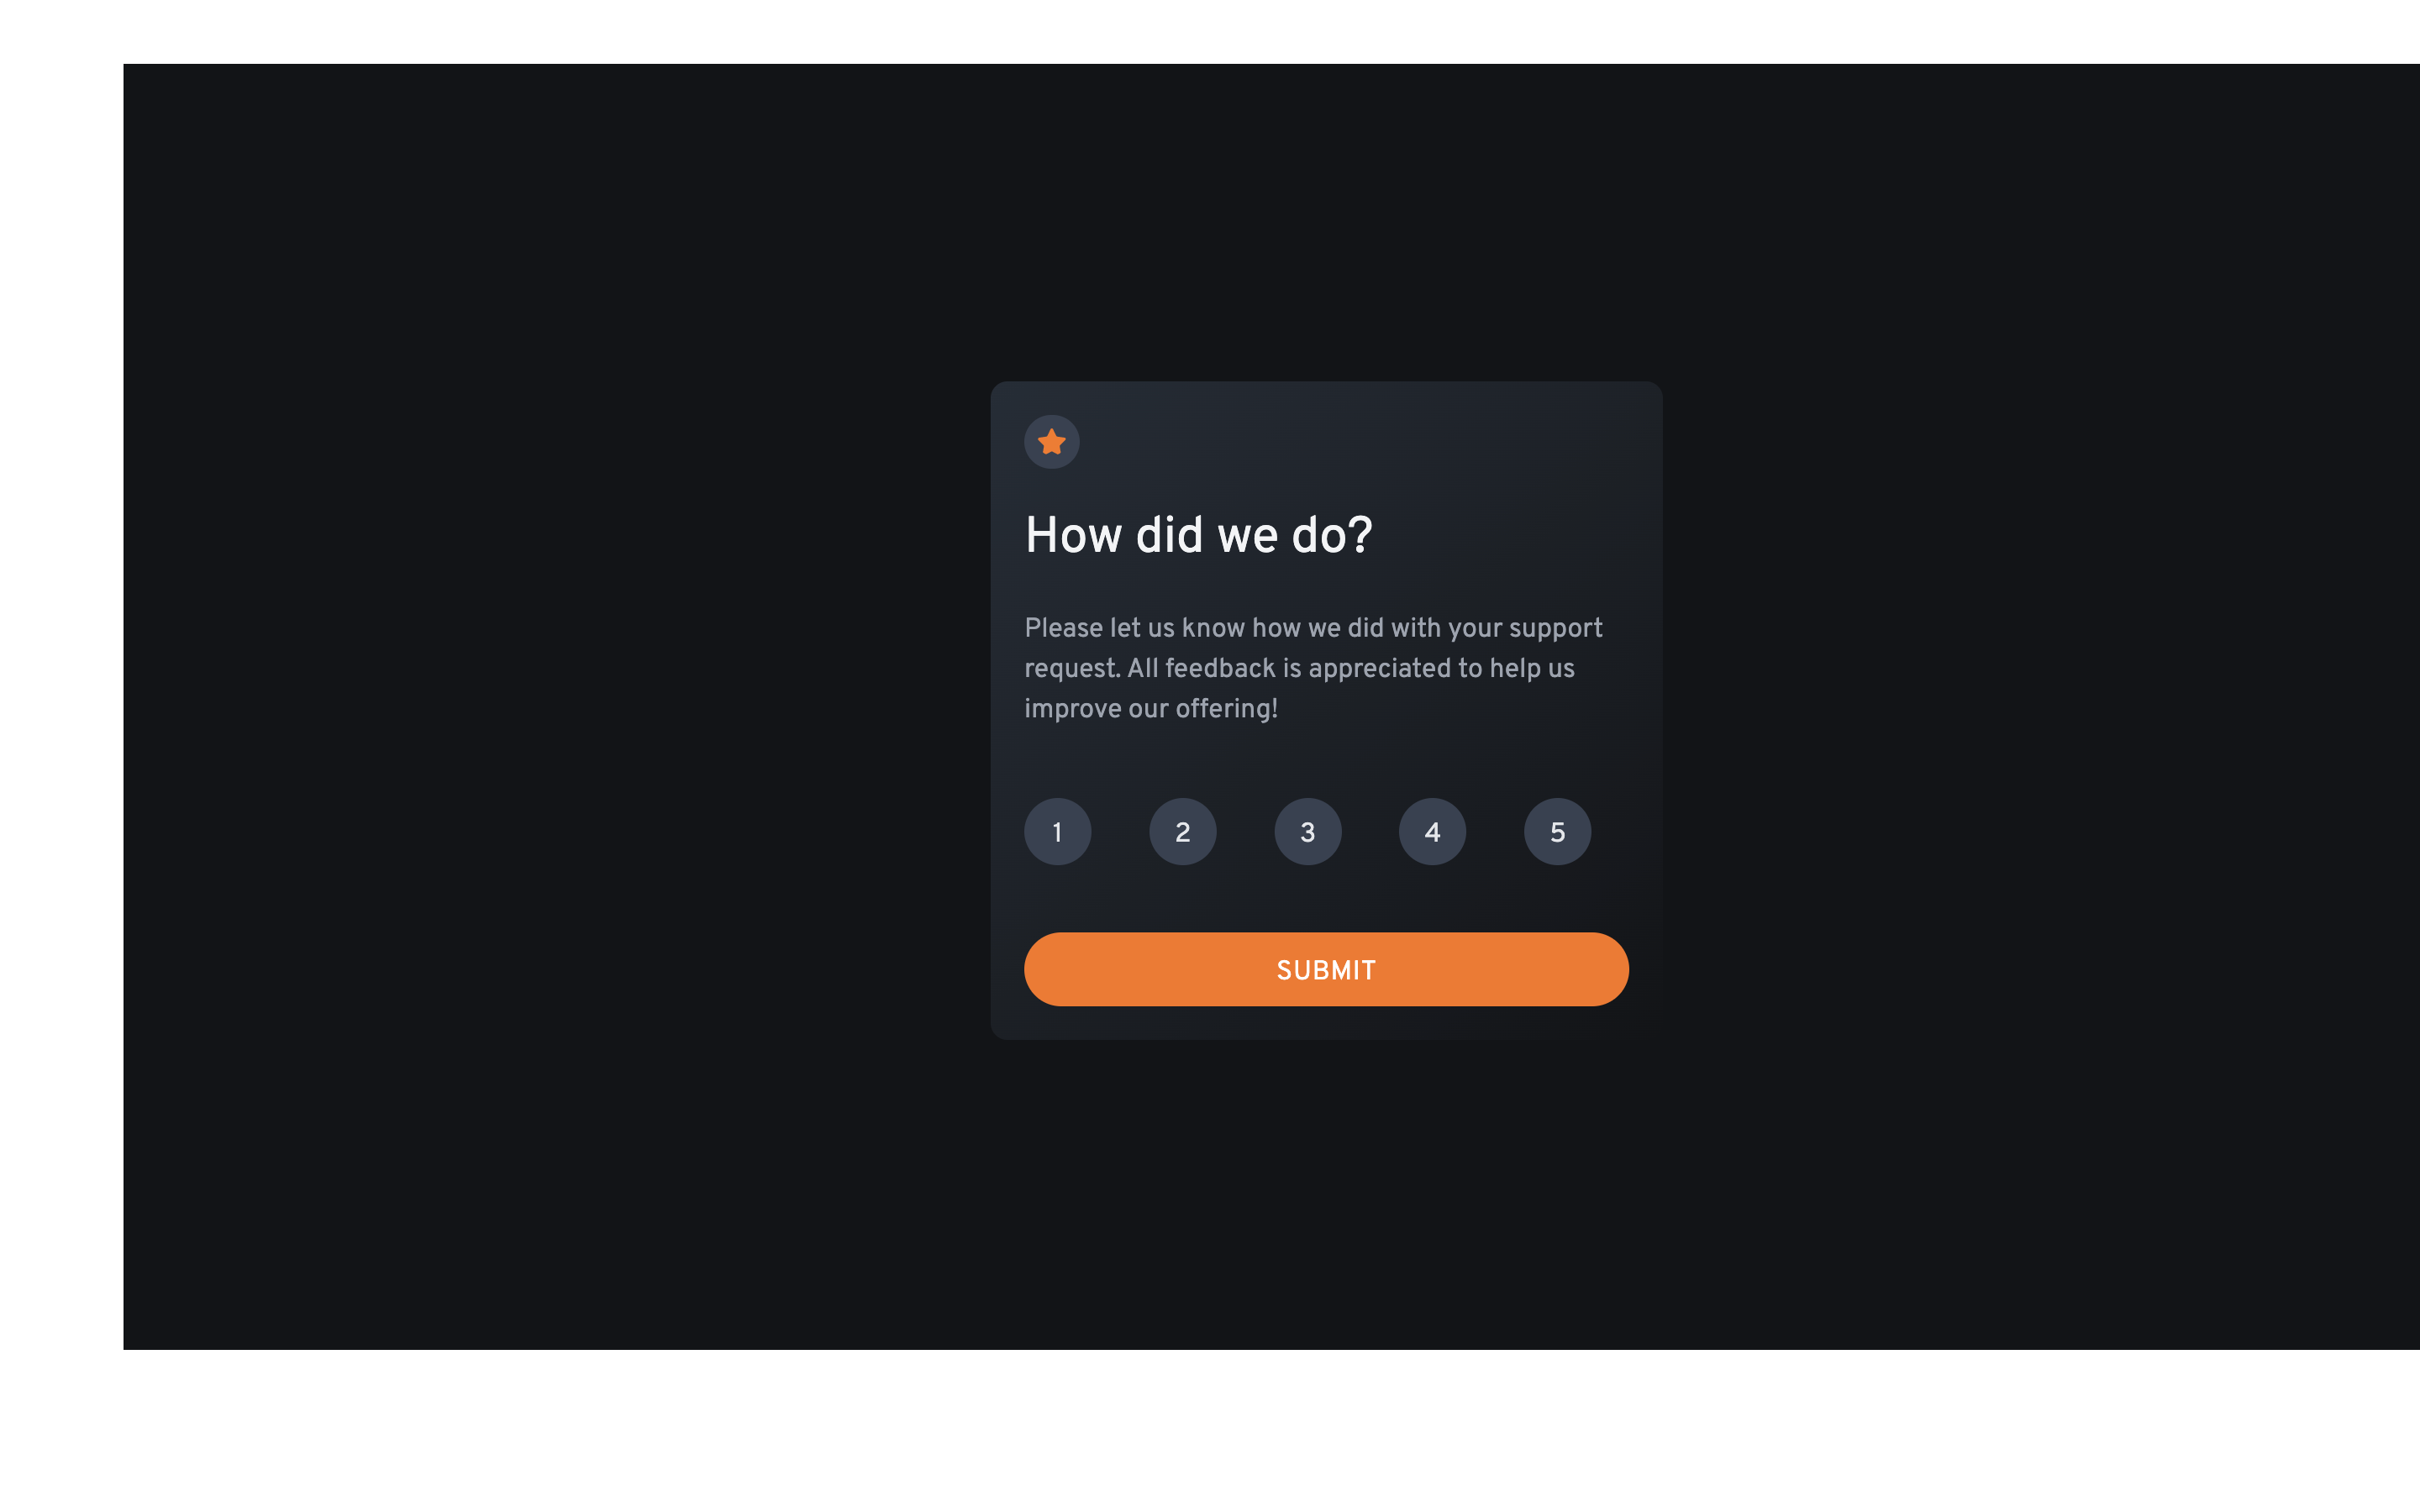 How did we do?
Please let us know how we did with your support
request. All feedback is appreciated to help us
improve our offering!
1 2 3 4 5
SUBMIT